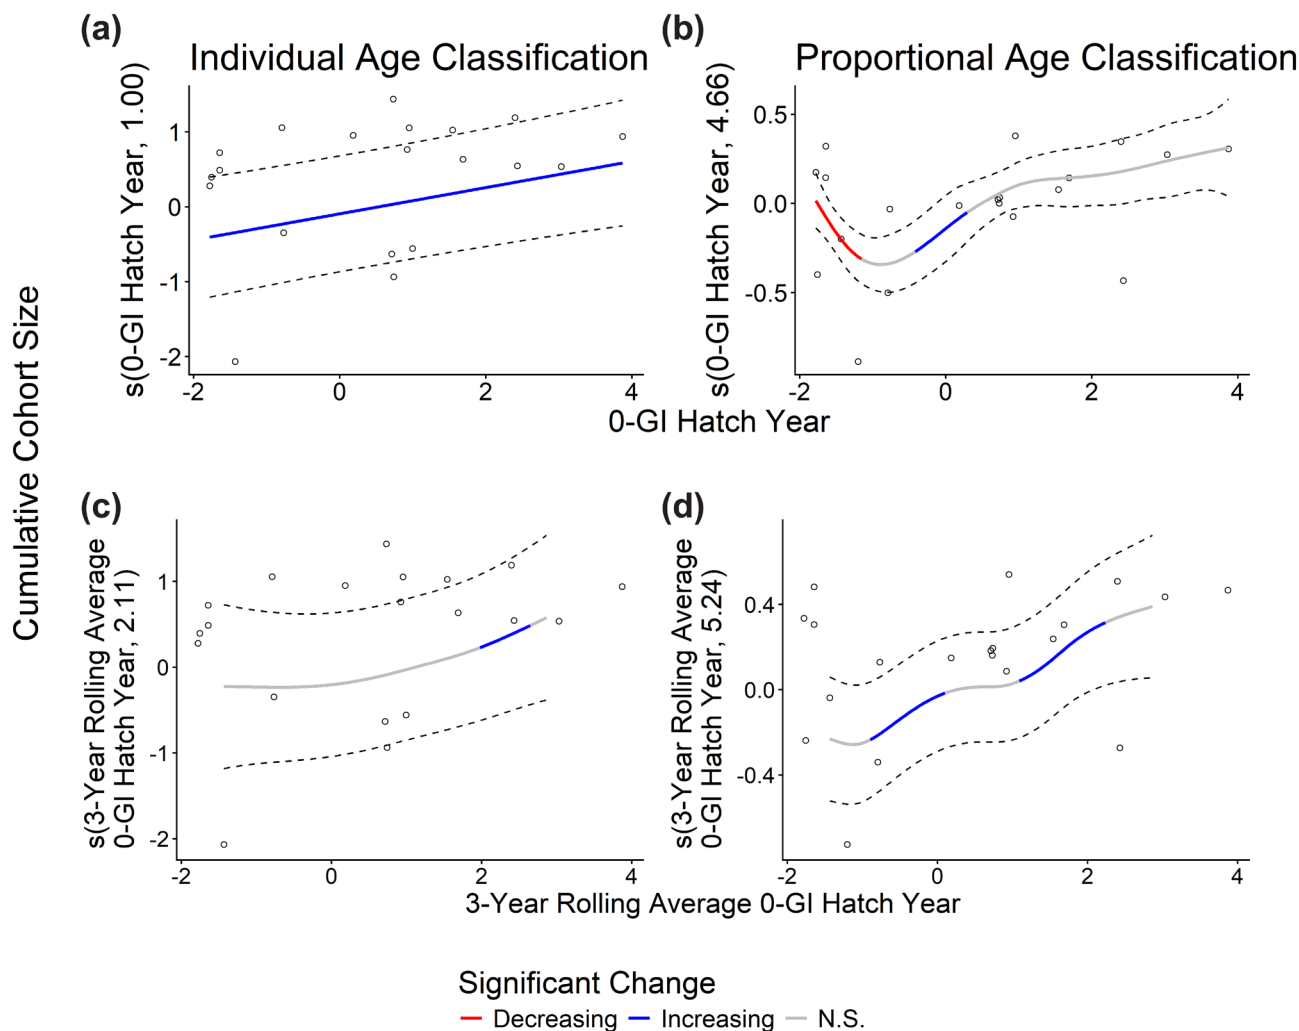 (a)
(b)
Individual Age Classification
Proportional Age Classification
Cumulative Cohort Size
s(0-GI Hatch Year, 1.00)
1
0
-1
-2
-2
0
2
4
s(0-GI Hatch Year, 4.66)
0.5
0.0
-0.5
-2
0
2
4
0-GI Hatch Year
(c)
(d)
s(3-Year Rolling Average
0-GI Hatch Year, 2.11)
1
0
-1
-2
-2
0
2
4
s(3-Year Rolling Average
0-GI Hatch Year, 5.24)
0.4
0.0
-0.4
-2
0
2
4
3-Year Rolling Average 0-GI Hatch Year
Significant Change
Decreasing Increasing N.S.